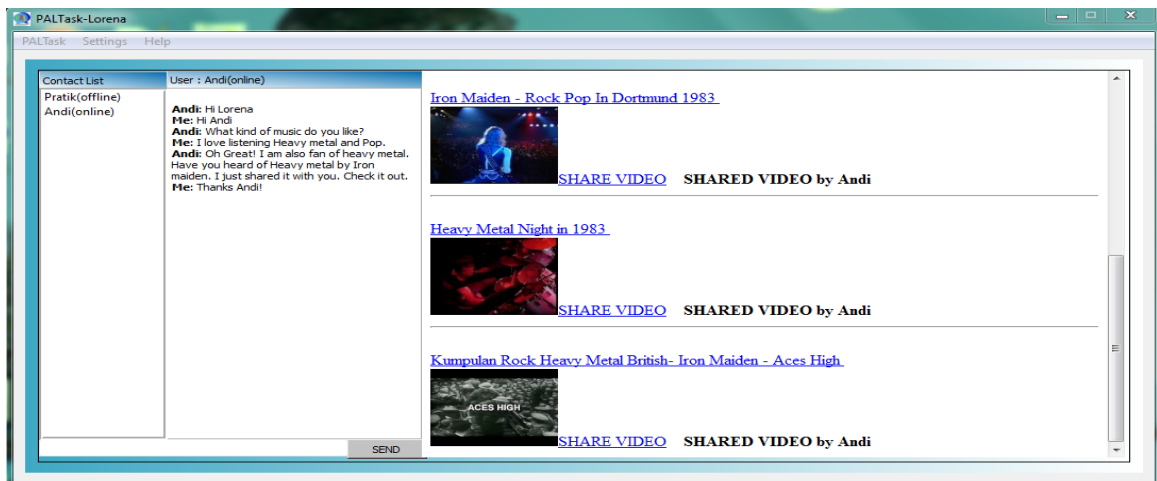 PALTask-Lorena
PALTask Settings Help
Contact List
Pratik(offline)
Andi(online)
User : Andi(online)
Andi: Hi Lorena
Me: Hi Andi
Andi: What kind of music do you like?
Me: I love listening Heavy metal and Pop.
Andi: Oh Great! I am also fan of heavy metal.
Have you heard of Heavy metal by Iron
maiden. I just shared it with you. Check it out.
Me: Thanks Andi!
SEND
Iron Maiden - Rock Pop In Dortmund 1983
SHARE VIDEO SHARED VIDEO by Andi
Heavy Metal Night in 1983
SHARE VIDEO SHARED VIDEO by Andi
Kumpulan Rock Heavy Metal British- Iron Maiden - Aces High
ACES HIGH
SHARE VIDEO SHARED VIDEO by Andi